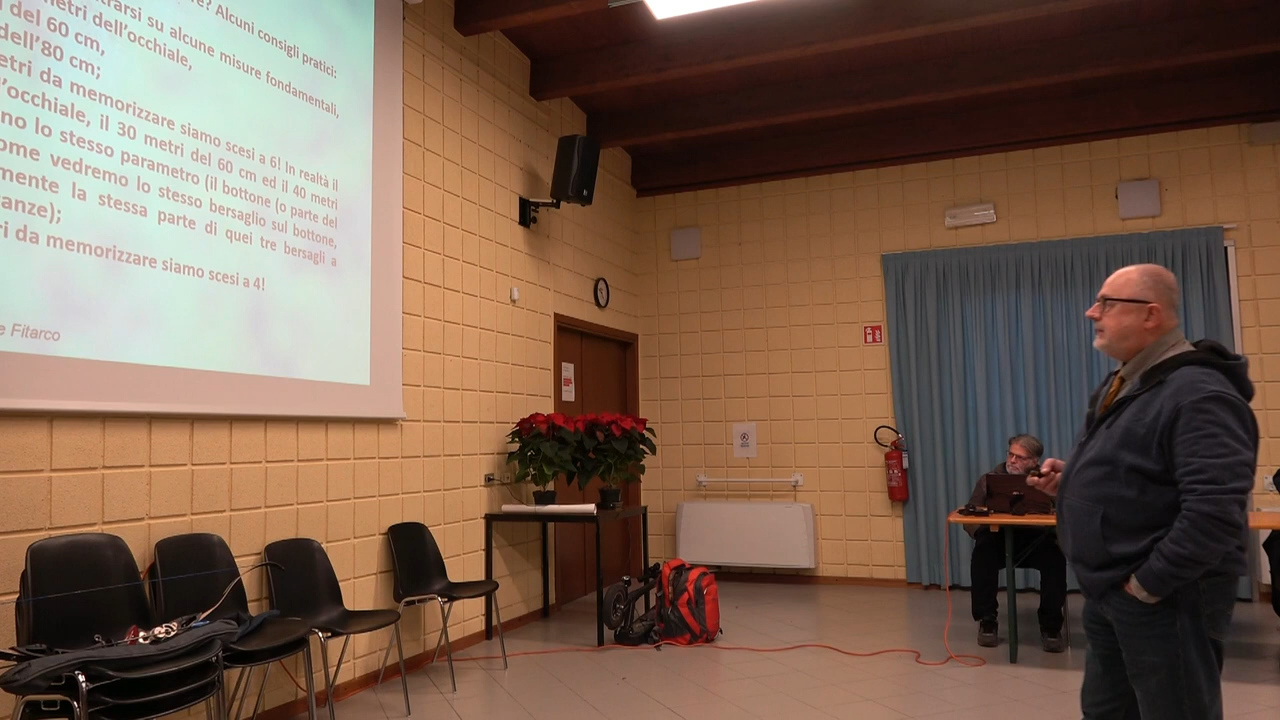 ? Alcuni consigli pratici:
trarsi su alcune misure fondamentali,
metri dell'occhiale,
del 60 cm,
dell'80 cm;
etri da memorizzare siamo scesi a 6! In realtà il
l'occhiale, il 30 metri del 60 cm ed il 40 metri
no lo stesso parametro (il bottone (o parte del
ome vedremo lo stesso bersaglio sul bottone,
mente la stessa parte di quei tre bersagli a
anze);
ri da memorizzare siamo scesi a 4!
e Fitarco